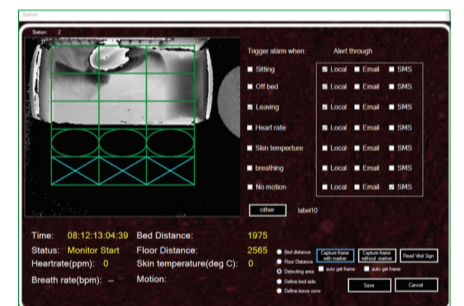 Station
Station: 2
Trigger alarm when: Alert through
Sitting Local Email SMS
Off bed Local Email SMS
Leaving Local Email SMS
Heart rate Local Email SMS
Skin temporture Local Email SMS
breathing Local Email SMS
No motion Local Email SMS
other label10
Time: 08:12:13:04:39 Bed Distance: 1975
Status: Monitor Start Floor Distance: 2565
Heartrate(ppm): 0 Skin temperature(deg C): 0
Breath rate(bpm): -- Motion:
Bed distance
Floor Distance
Detecting area
Define bed aside
Define leave zone
Capture frame with marker
Capture frame without marker
Read Vital Sign
auto get frame auto get frame
Save Cancel